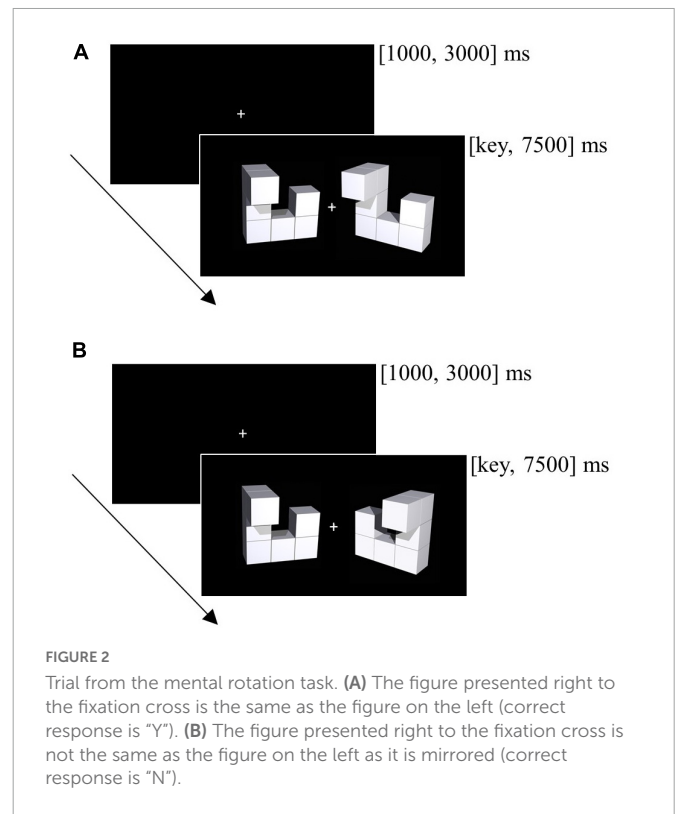 A
[1000, 3000] ms
+
[key, 7500] ms
+
B
[1000, 3000] ms
+
[key, 7500] ms
+
FIGURE 2
Trial from the mental rotation task. (A) The figure presented right to
the fixation cross is the same as the figure on the left (correct
response is “Y”). (B) The figure presented right to the fixation cross is
not the same as the figure on the left as it is mirrored (correct
response is “N”).